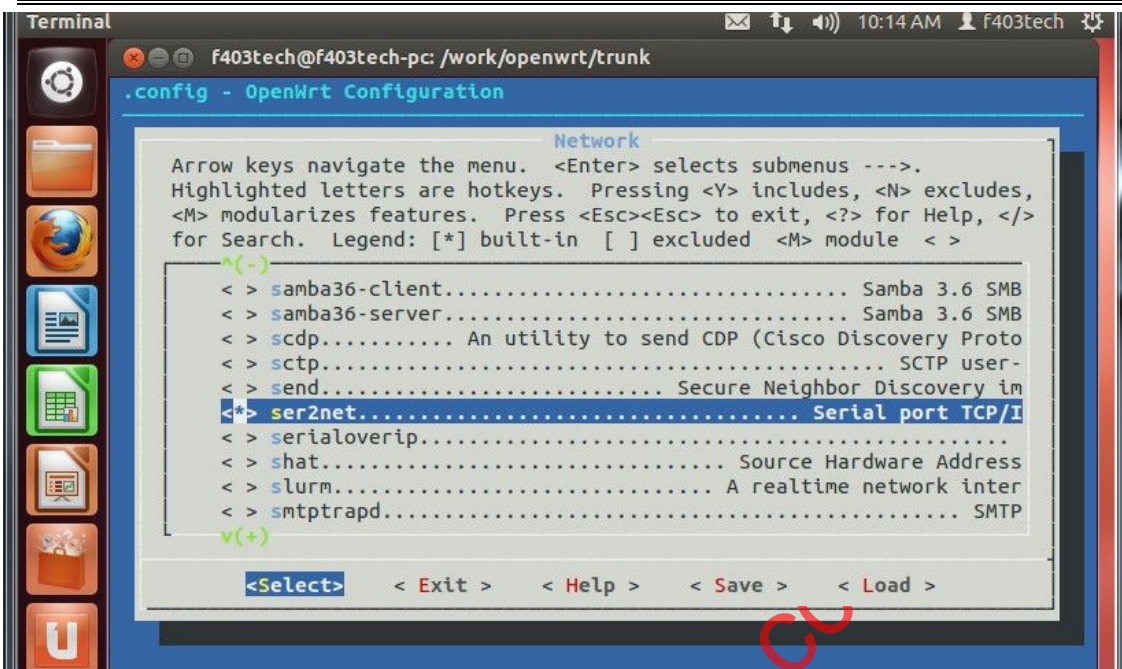 Terminal
10:14 AM f403tech
f403tech@f403tech-pc: /work/openwrt/trunk
.config - OpenWrt Configuration
Network
Arrow keys navigate the menu.  <Enter> selects submenus --->.
Highlighted letters are hotkeys.  Pressing <Y> includes, <N> excludes,
<M> modularizes features.  Press <Esc><Esc> to exit, <?> for Help, </>
for Search.  Legend: [*] built-in  [ ] excluded  <M> module  < >
^(-)
< > samba36-client................................. Samba 3.6 SMB
< > samba36-server................................. Samba 3.6 SMB
< > scdp........... An utility to send CDP (Cisco Discovery Proto
< > sctp.............................................. SCTP user-
< > send............................ Secure Neighbor Discovery im
<*> ser2net.................................... Serial port TCP/I
< > serialoverip................................................
< > shat................................. Source Hardware Address
< > slurm............................... A realtime network inter
< > smtptrapd............................................... SMTP
v(+)
<Select>    < Exit >    < Help >    < Save >    < Load >